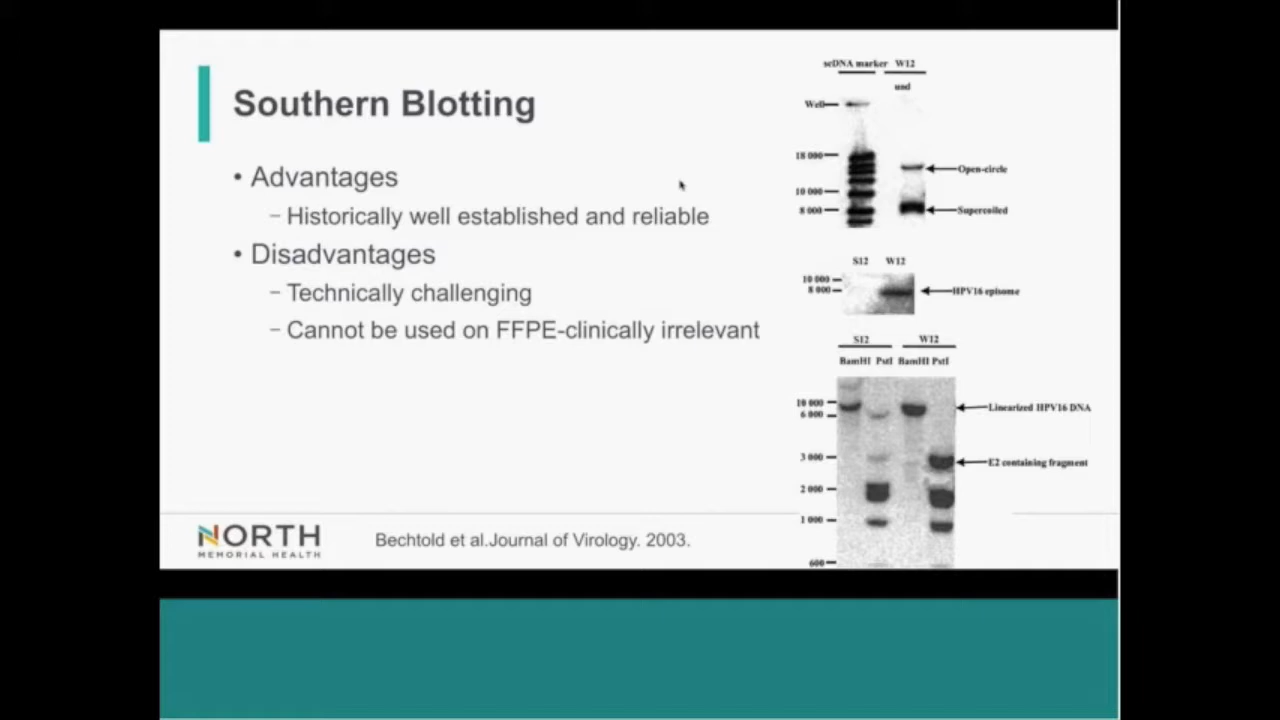 Southern Blotting
• Advantages
− Historically well established and reliable
• Disadvantages
− Technically challenging
− Cannot be used on FFPE-clinically irrelevant
scDNA marker W12
und
Well
18 000
Open-circle
10 000
8 000
Supercoiled
S12 W12
10 000
8 000
HPV16 episome
S12 W12
BamHI PstI BamHI PstI
10 000
Linearized HPV16 DNA
6 000
3 000
E2 containing fragment
2 000
1 000
600
NORTH
MEMORIAL HEALTH
Bechtold et al.Journal of Virology. 2003.